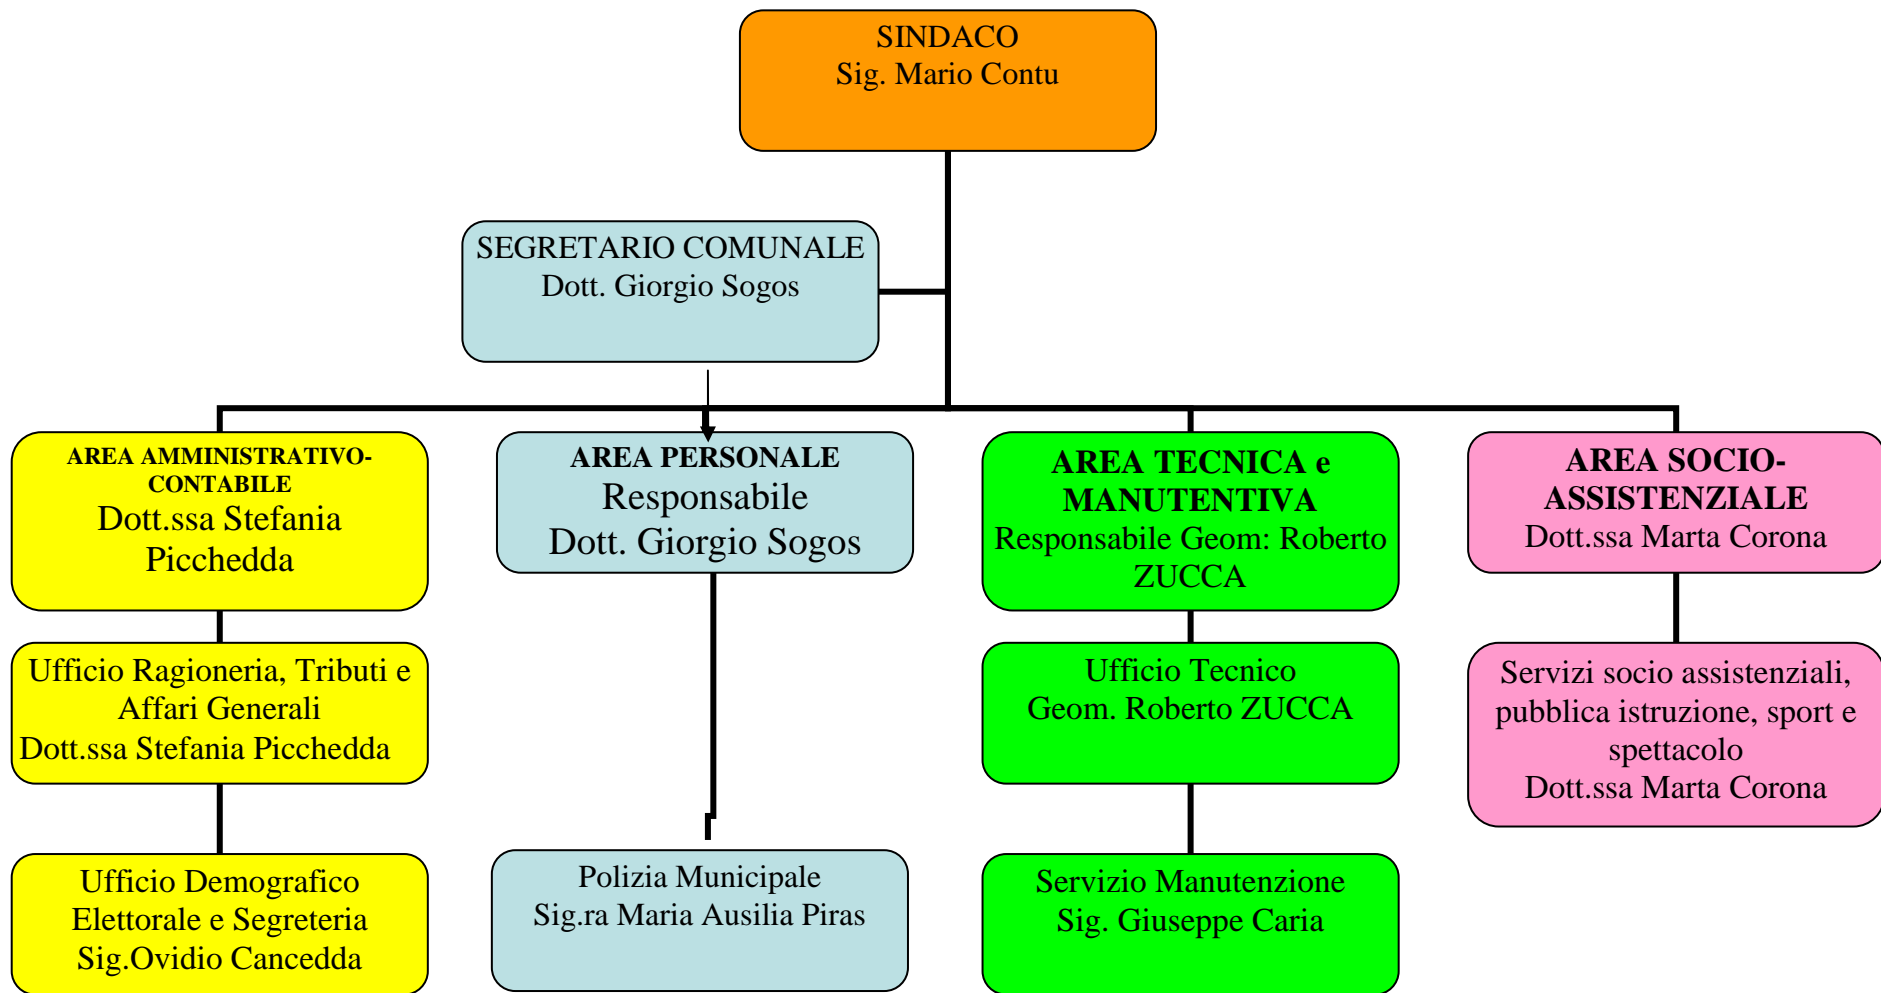 SINDACO
Sig. Mario Contu
SEGRETARIO COMUNALE
Dott. Giorgio Sogos
AREA AMMINISTRATIVO-
CONTABILE
Dott.ssa Stefania
Picchedda
AREA PERSONALE
Responsabile
Dott. Giorgio Sogos
AREA TECNICA e
MANUTENTIVA
Responsabile Geom: Roberto
ZUCCA
AREA SOCIO-
ASSISTENZIALE
Dott.ssa Marta Corona
Ufficio Ragioneria, Tributi e
Affari Generali
Dott.ssa Stefania Picchedda
Ufficio Tecnico
Geom. Roberto ZUCCA
Servizi socio assistenziali,
pubblica istruzione, sport e
spettacolo
Dott.ssa Marta Corona
Ufficio Demografico
Elettorale e Segreteria
Sig.Ovidio Cancedda
Polizia Municipale
Sig.ra Maria Ausilia Piras
Servizio Manutenzione
Sig. Giuseppe Caria